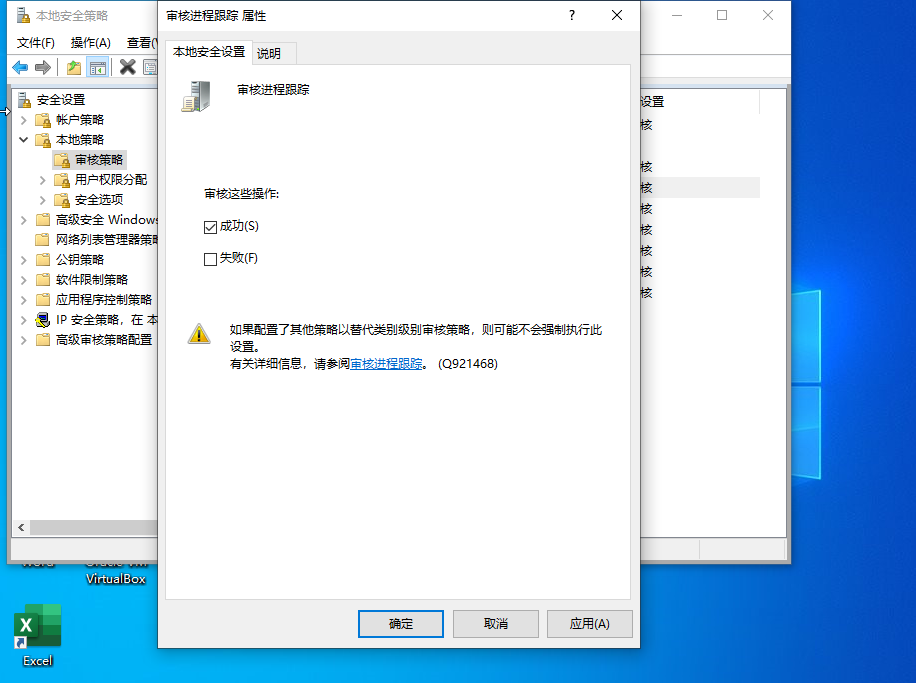 本地安全策略
文件(F) 操作(A) 查看(
安全设置
帐户策略
本地策略
审核策略
用户权限分配
安全选项
高级安全 Windows
网络列表管理器策略
公钥策略
软件限制策略
应用程序控制策略
IP 安全策略，在 本
高级审核策略配置
审核进程跟踪 属性
?
本地安全设置 说明
审核进程跟踪
审核这些操作:
成功(S)
失败(F)
如果配置了其他策略以替代类别级别审核策略，则可能不会强制执行此
设置。
有关详细信息，请参阅审核进程跟踪。 (Q921468)
确定 取消 应用(A)
设置
核
核
核
核
核
核
核
核
VirtualBox
Excel